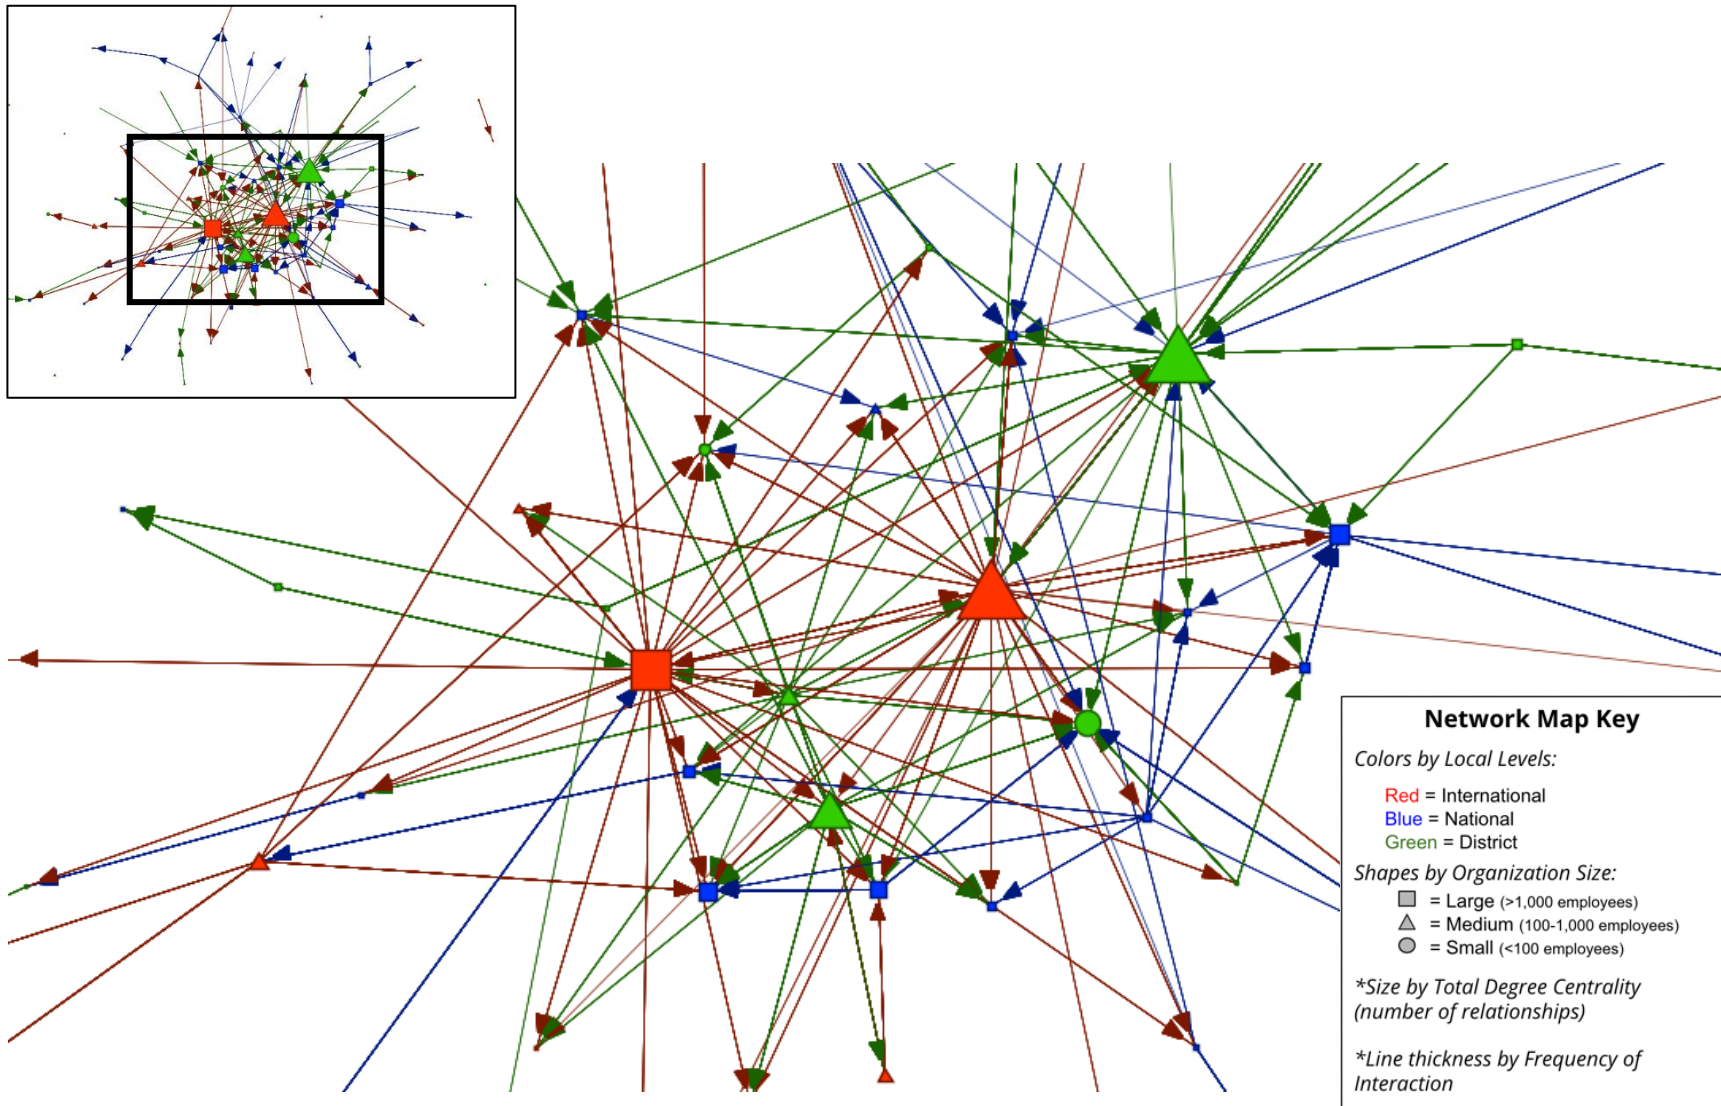 Network Map Key
Colors by Local Levels:
Red = International
Blue = National
Green = District
Shapes by Organization Size:
= Large (>1,000 employees)
= Medium (100-1,000 employees)
= Small (<100 employees)
*Size by Total Degree Centrality
(number of relationships)
*Line thickness by Frequency of
Interaction